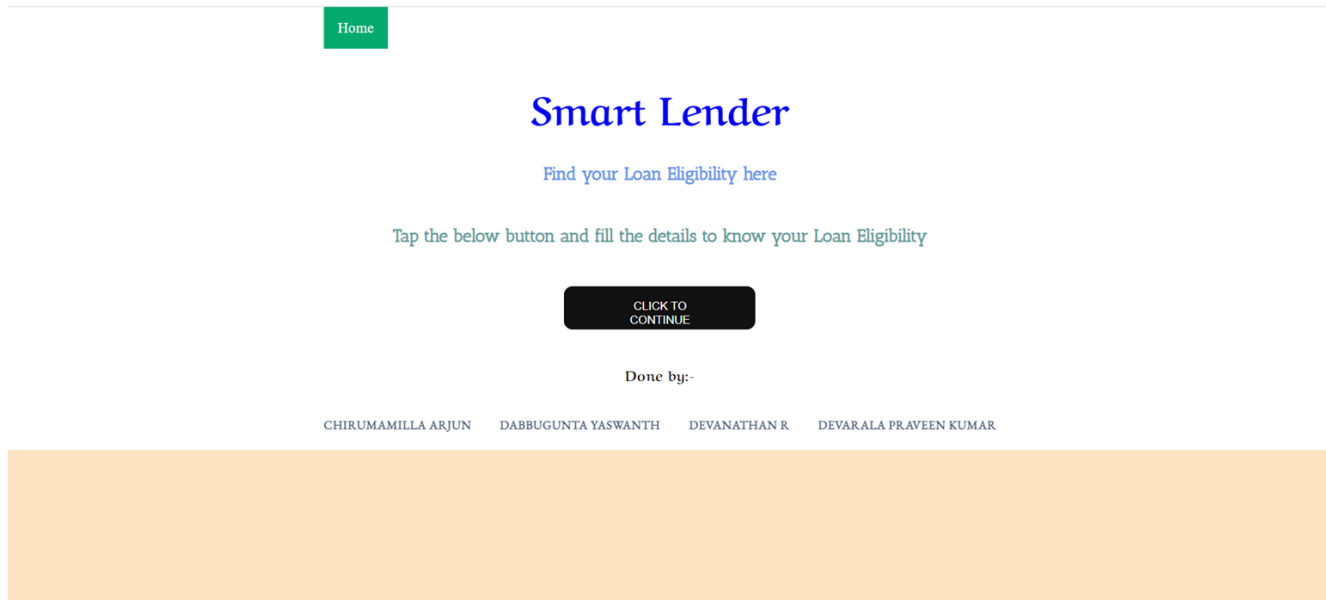 Home
Smart Lender
Find your Loan Eligibility here
Tap the below button and fill the details to know your Loan Eligibility
CLICK TO
CONTINUE
Done by:-
CHIRUMAMILLA ARJUN DABBUGUNTA YASWANTH DEVANATHAN R DEVARALA PRAVEEN KUMAR